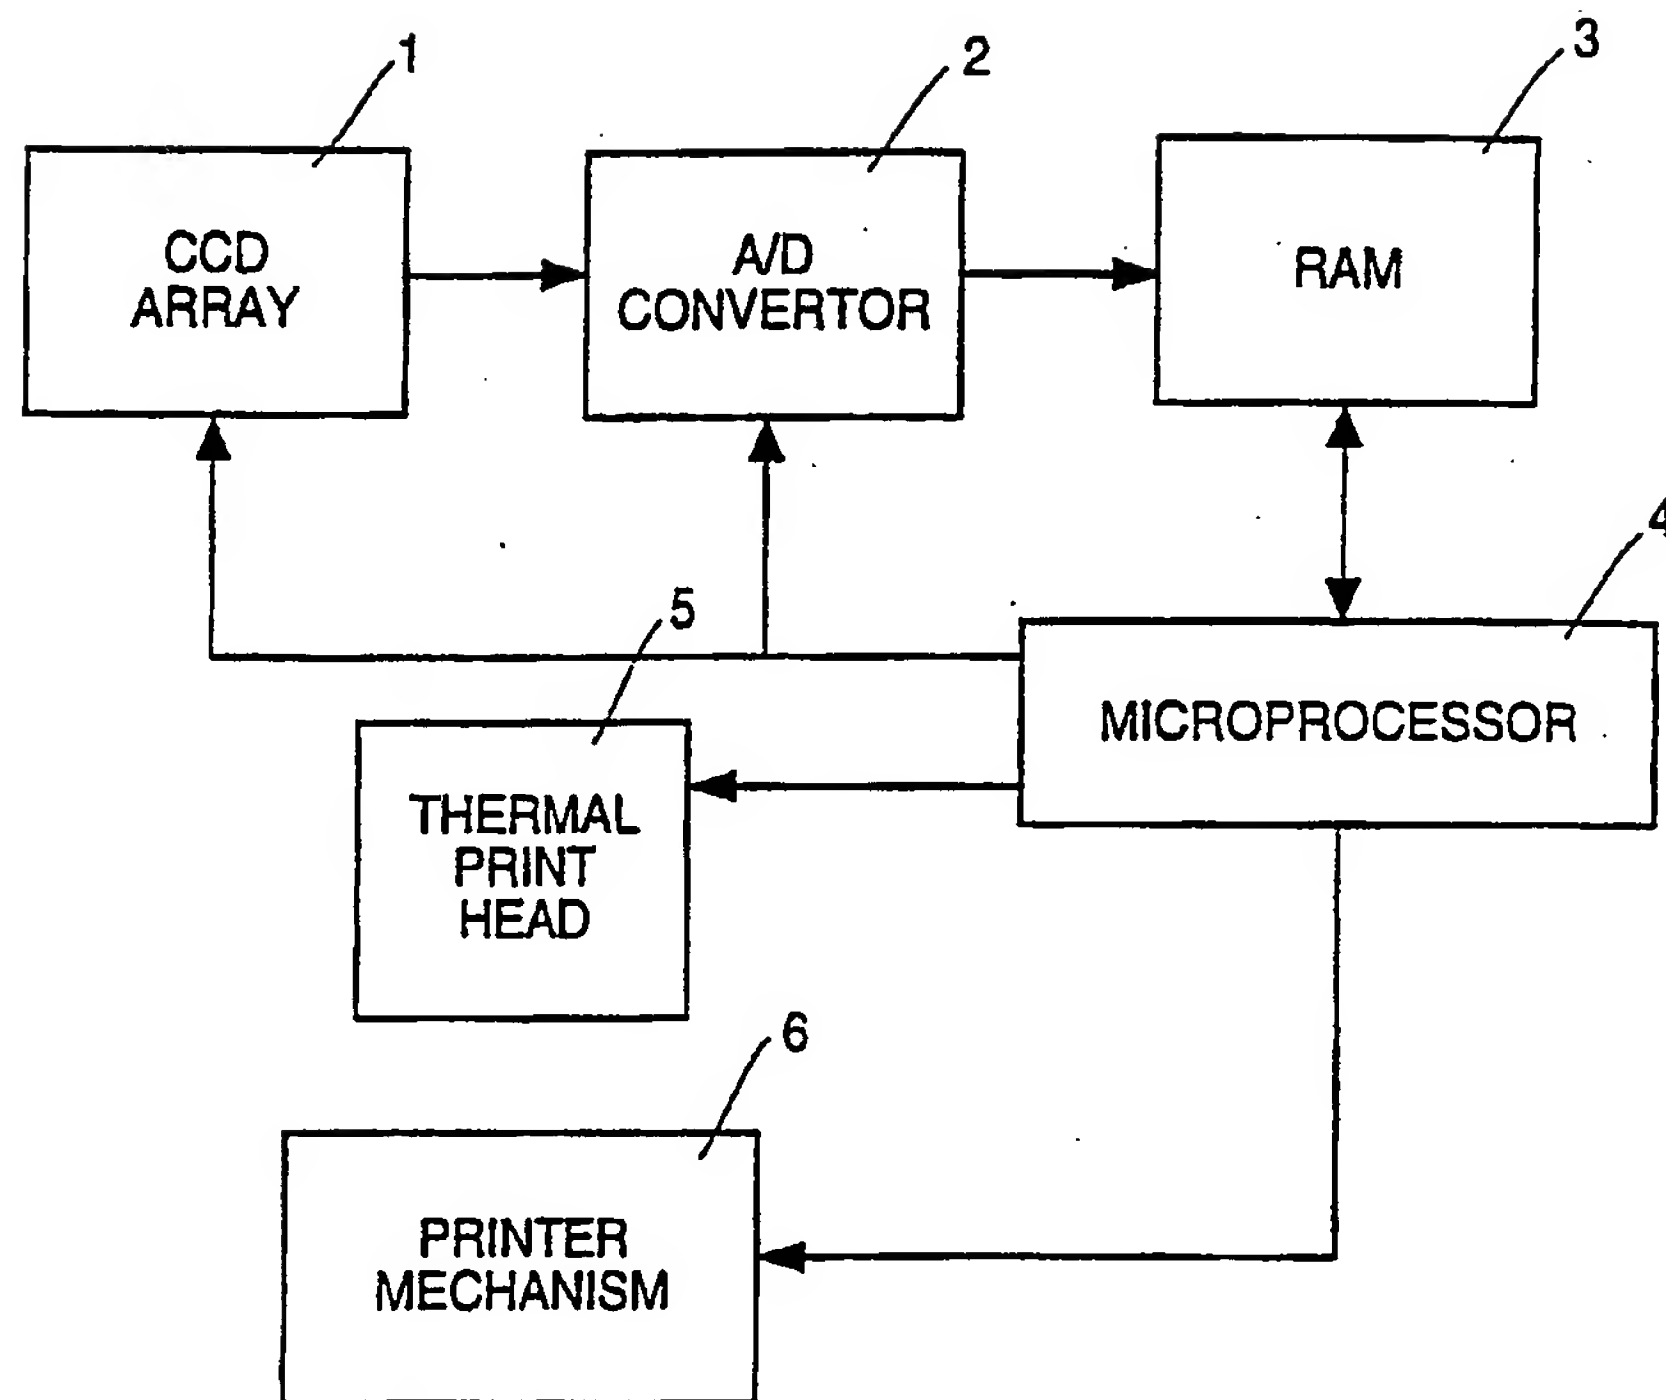 1
2
3
CCD
ARRAY
A/D
CONVERTOR
RAM
4
5
MICROPROCESSOR
THERMAL
PRINT
HEAD
6
PRINTER
MECHANISM